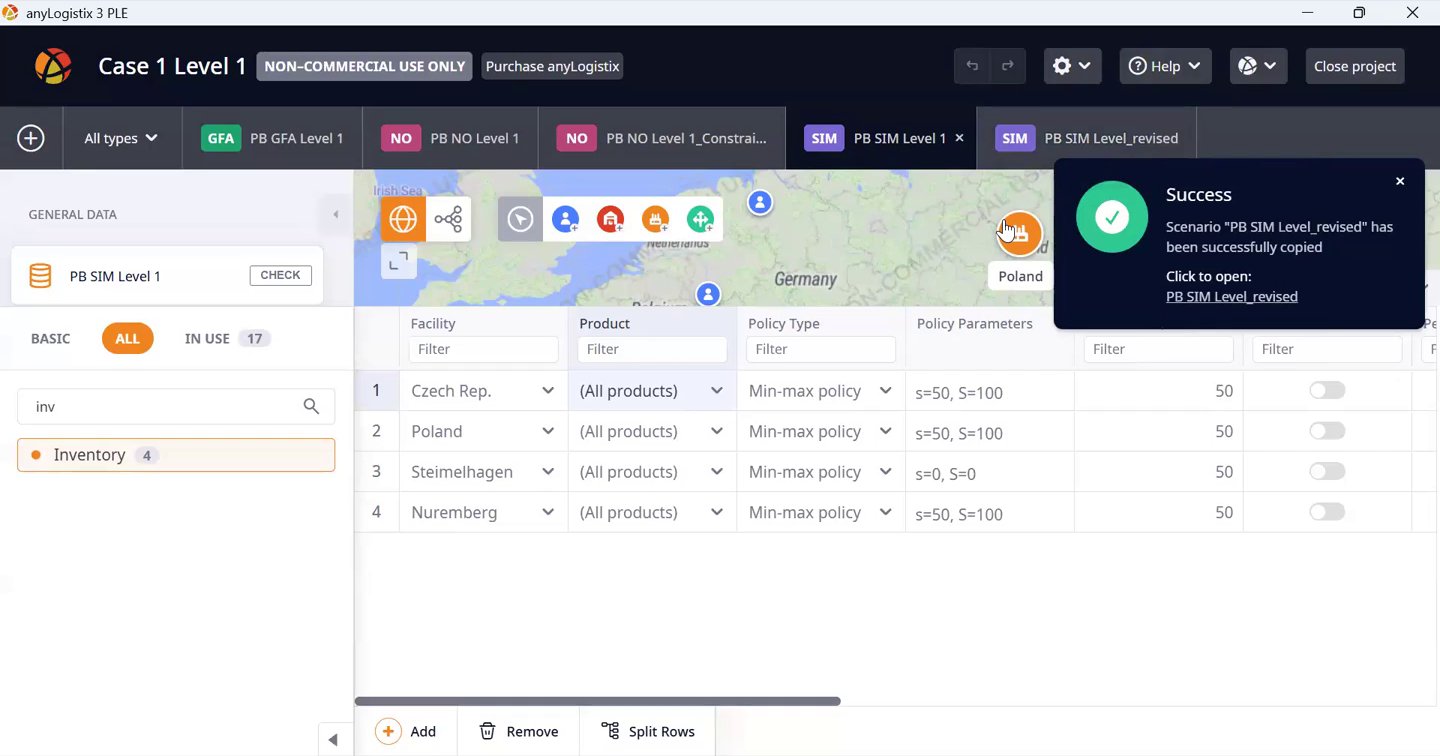 anyLogistix 3 PLE
Case 1 Level 1
NON-COMMERCIAL USE ONLY
Purchase anyLogistix
Help
Close project
All types
GFA PB GFA Level 1
NO PB NO Level 1
NO PB NO Level 1_Constrai...
SIM PB SIM Level 1
SIM PB SIM Level_revised
GENERAL DATA
PB SIM Level 1
CHECK
BASIC
ALL
IN USE 17
inv
Inventory 4
Irish Sea
Netherlands
Germany
Poland
Success
Scenario "PB SIM Level_revised" has
been successfully copied
Click to open:
PB SIM Level_revised
Facility Product Policy Type Policy Parameters
Filter Filter Filter Filter Filter
1 Czech Rep. (All products) Min-max policy s=50, S=100 50
2 Poland (All products) Min-max policy s=50, S=100 50
3 Steimelhagen (All products) Min-max policy s=0, S=0 50
4 Nuremberg (All products) Min-max policy s=50, S=100 50
Add
Remove
Split Rows